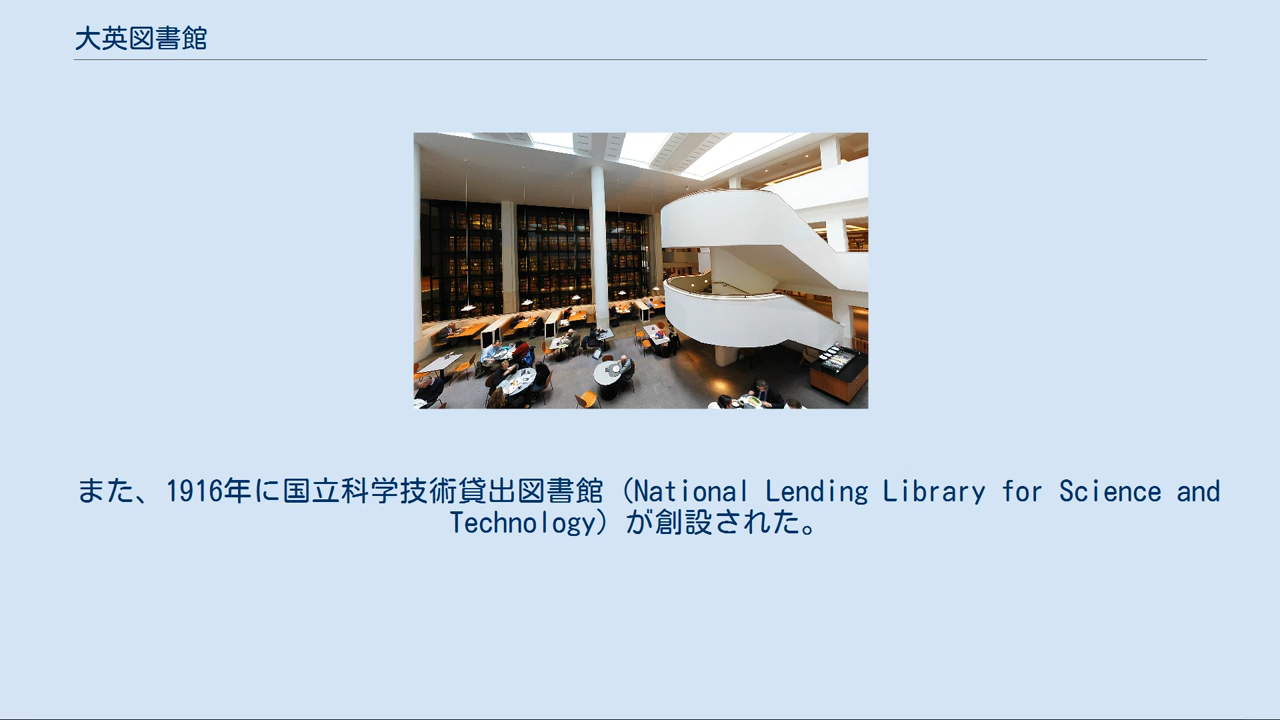 大英図書館
また、1916年に国立科学技術貸出図書館（National Lending Library for Science and
Technology）が創設された。